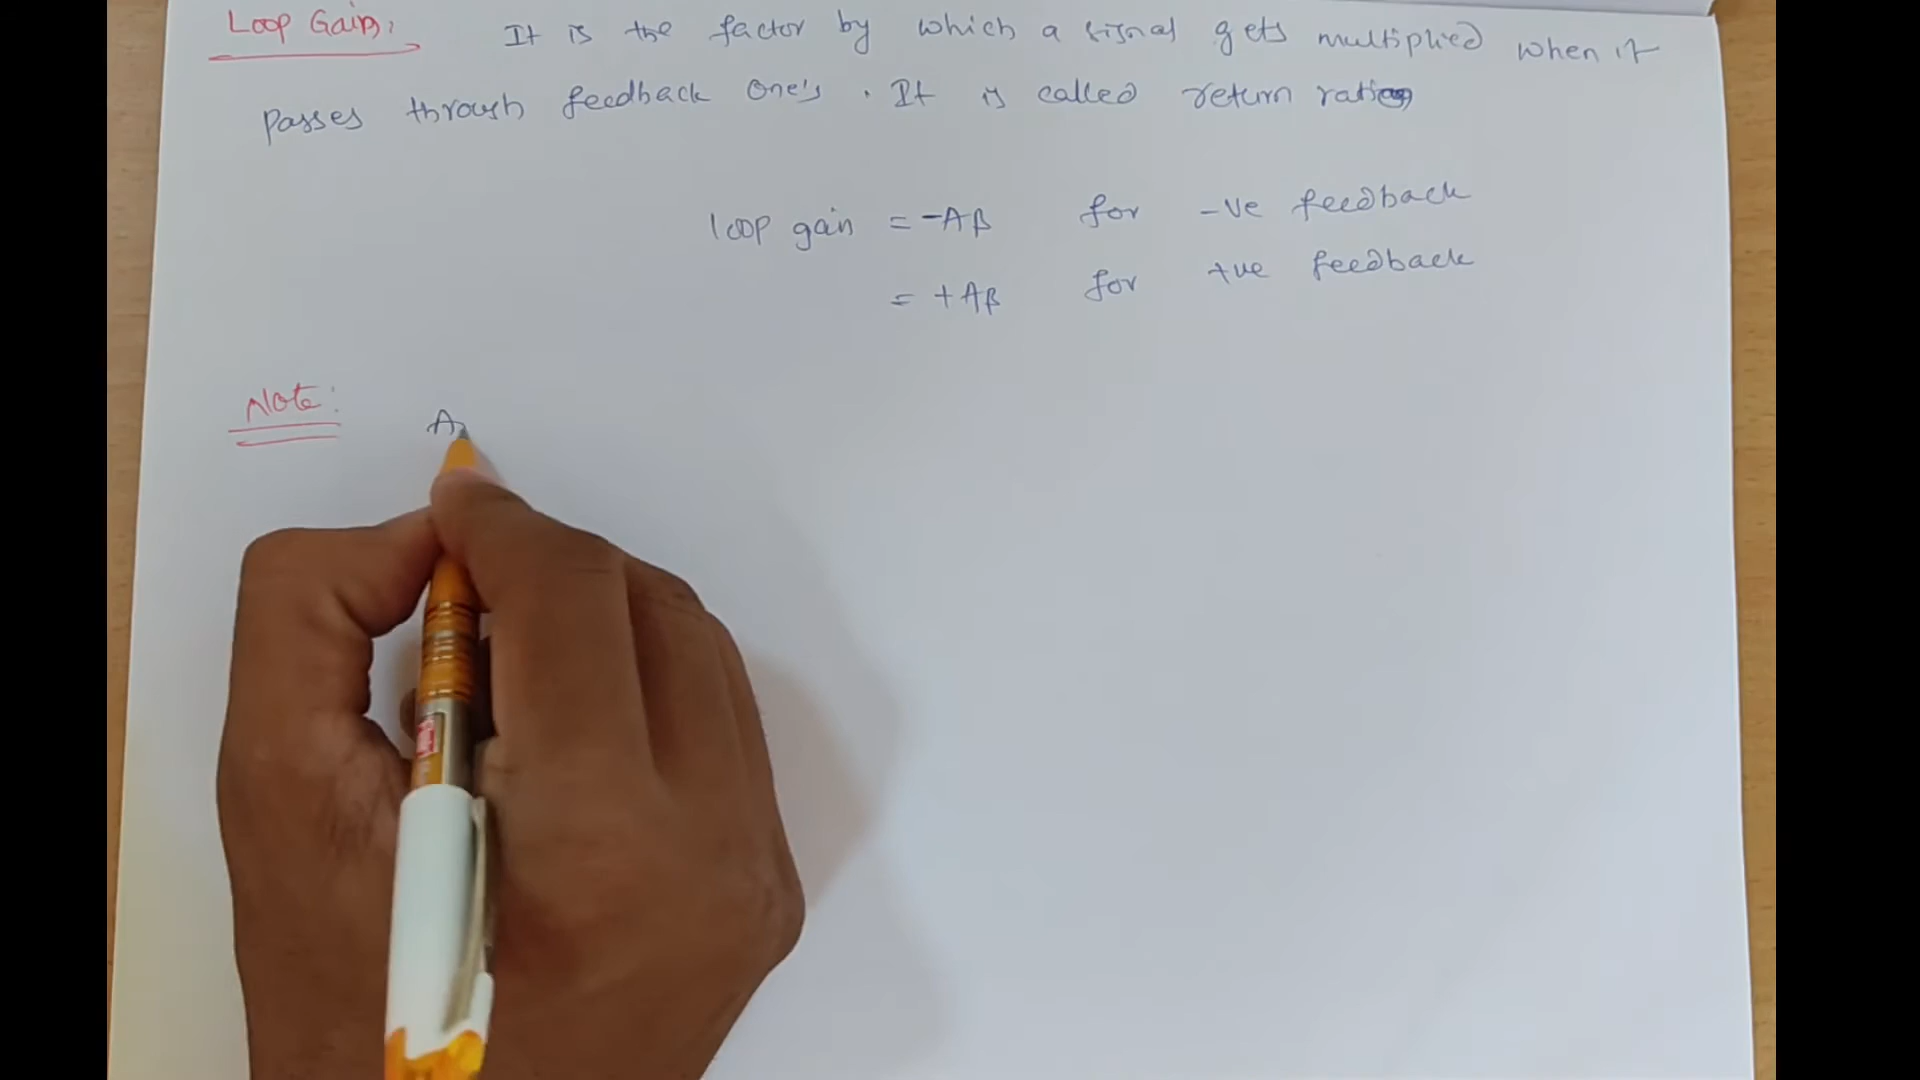 Loop Gain: It is the factor by which a signal gets multiplied when it
passes through feedback one's. It is called return ratio
loop gain = -Aβ for -ve feedback
= +Aβ for +ve feedback
Note: A